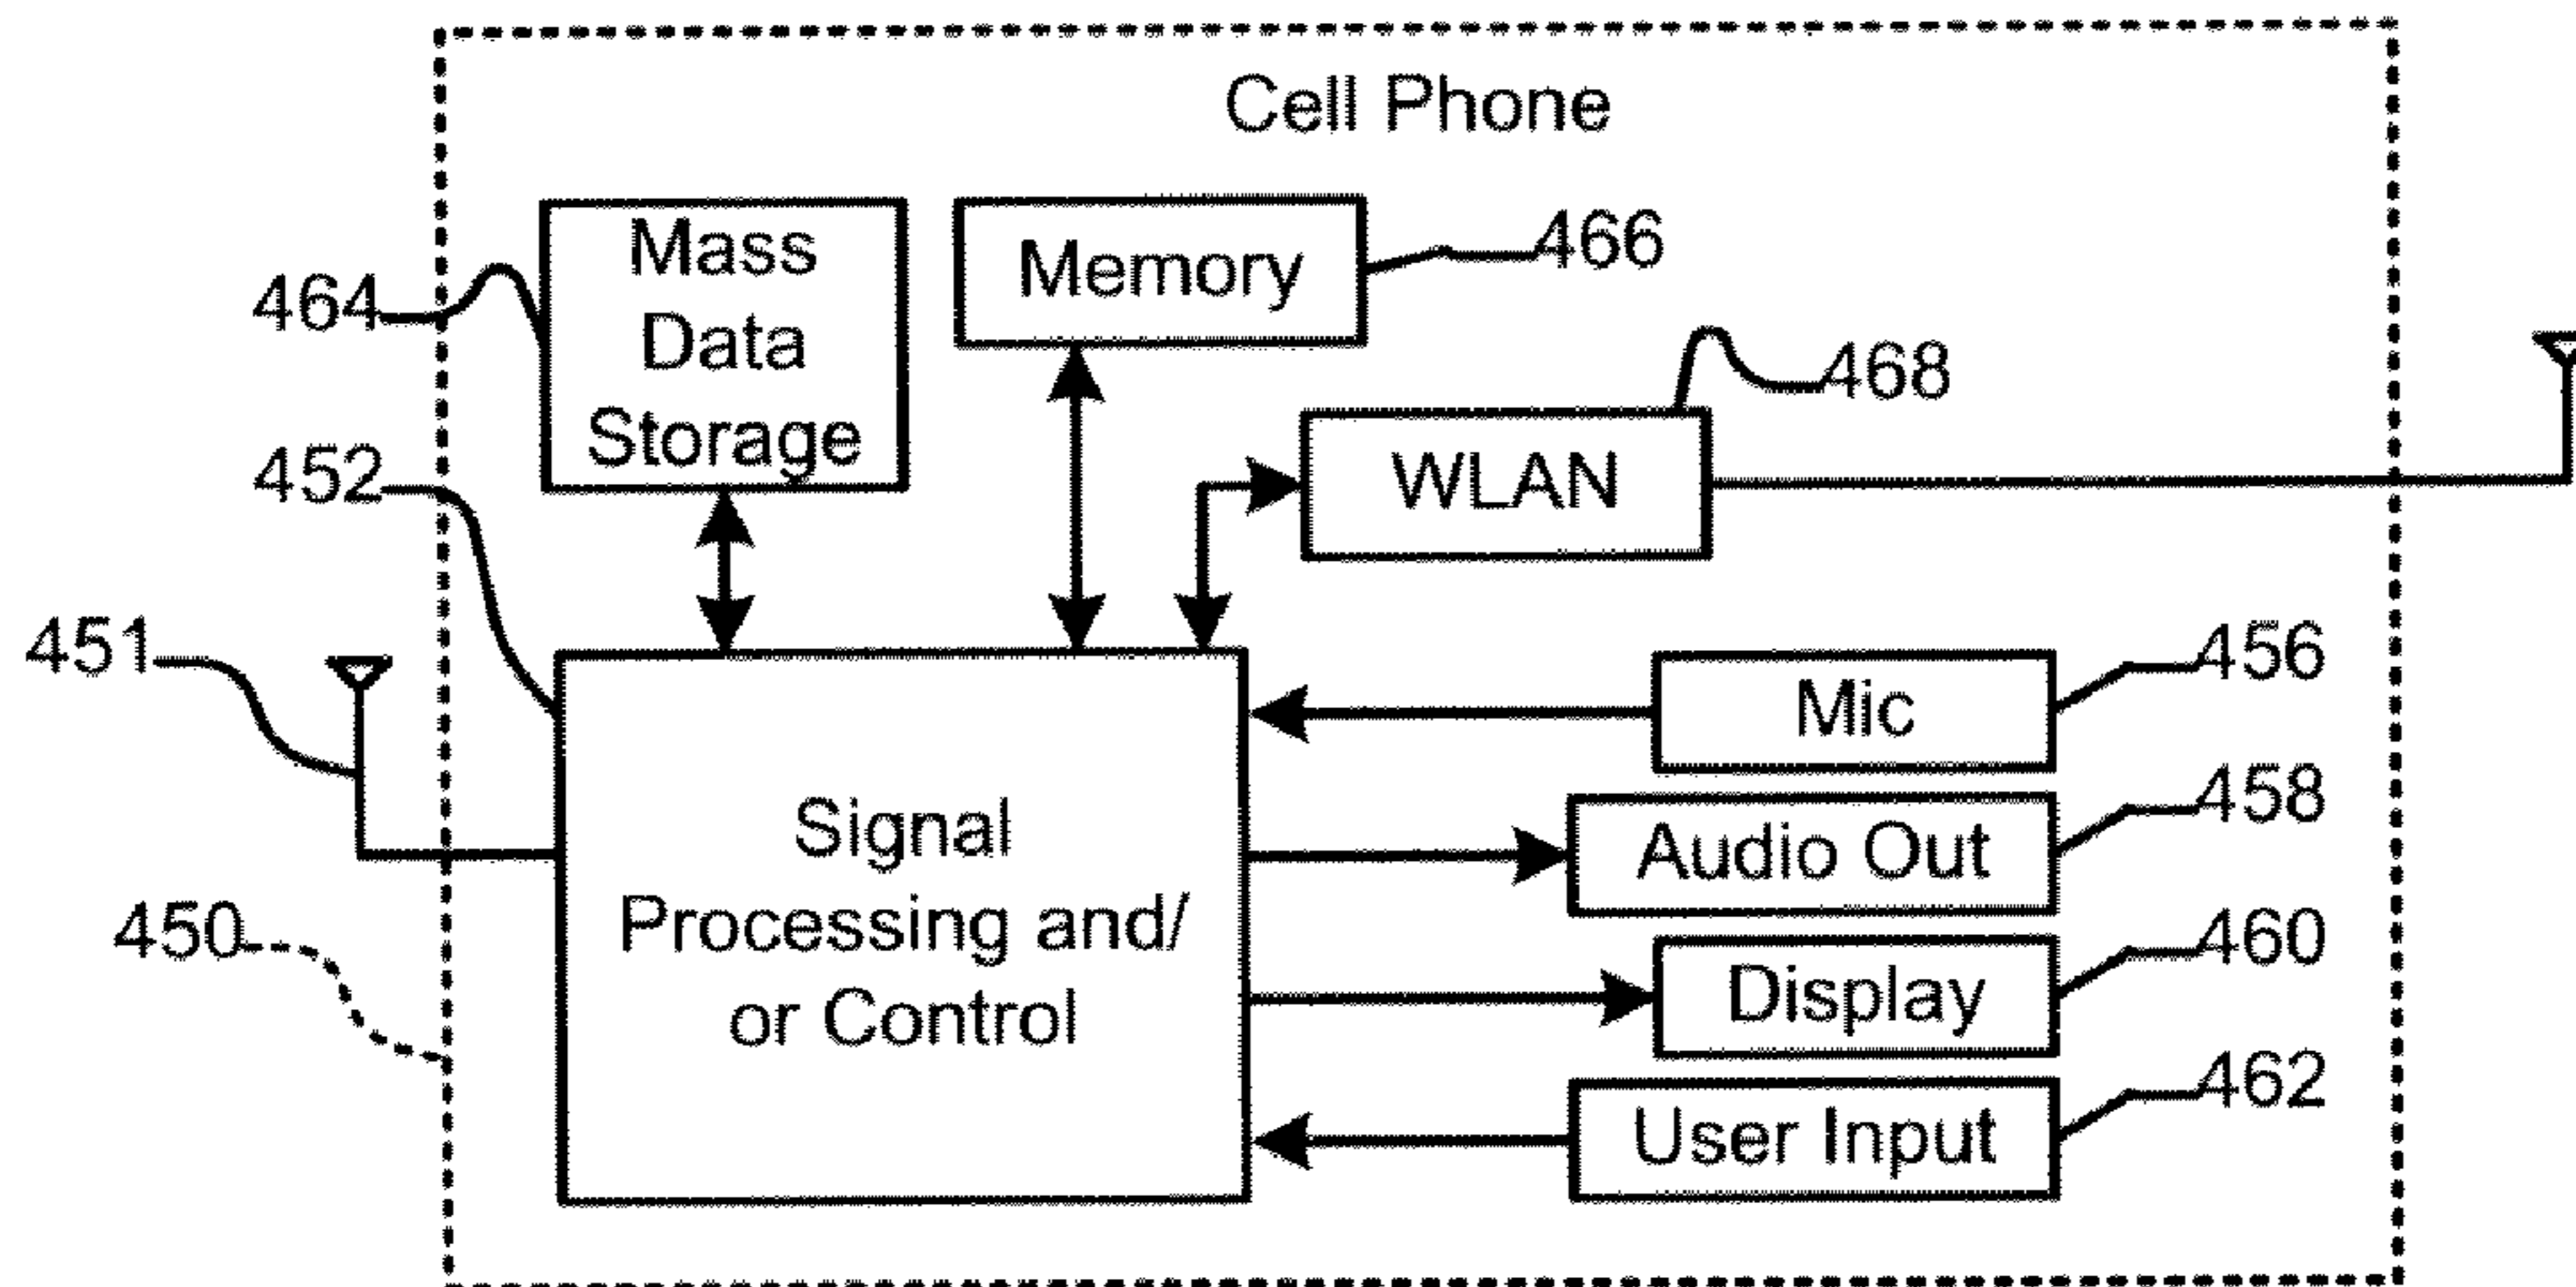 Cell Phone
Mass
Data
Storage
Memory
466
464
468
WLAN
452
451
Mic
456
Signal
Processing and/
or Control
Audio Out
458
450
Display
460
User Input
462